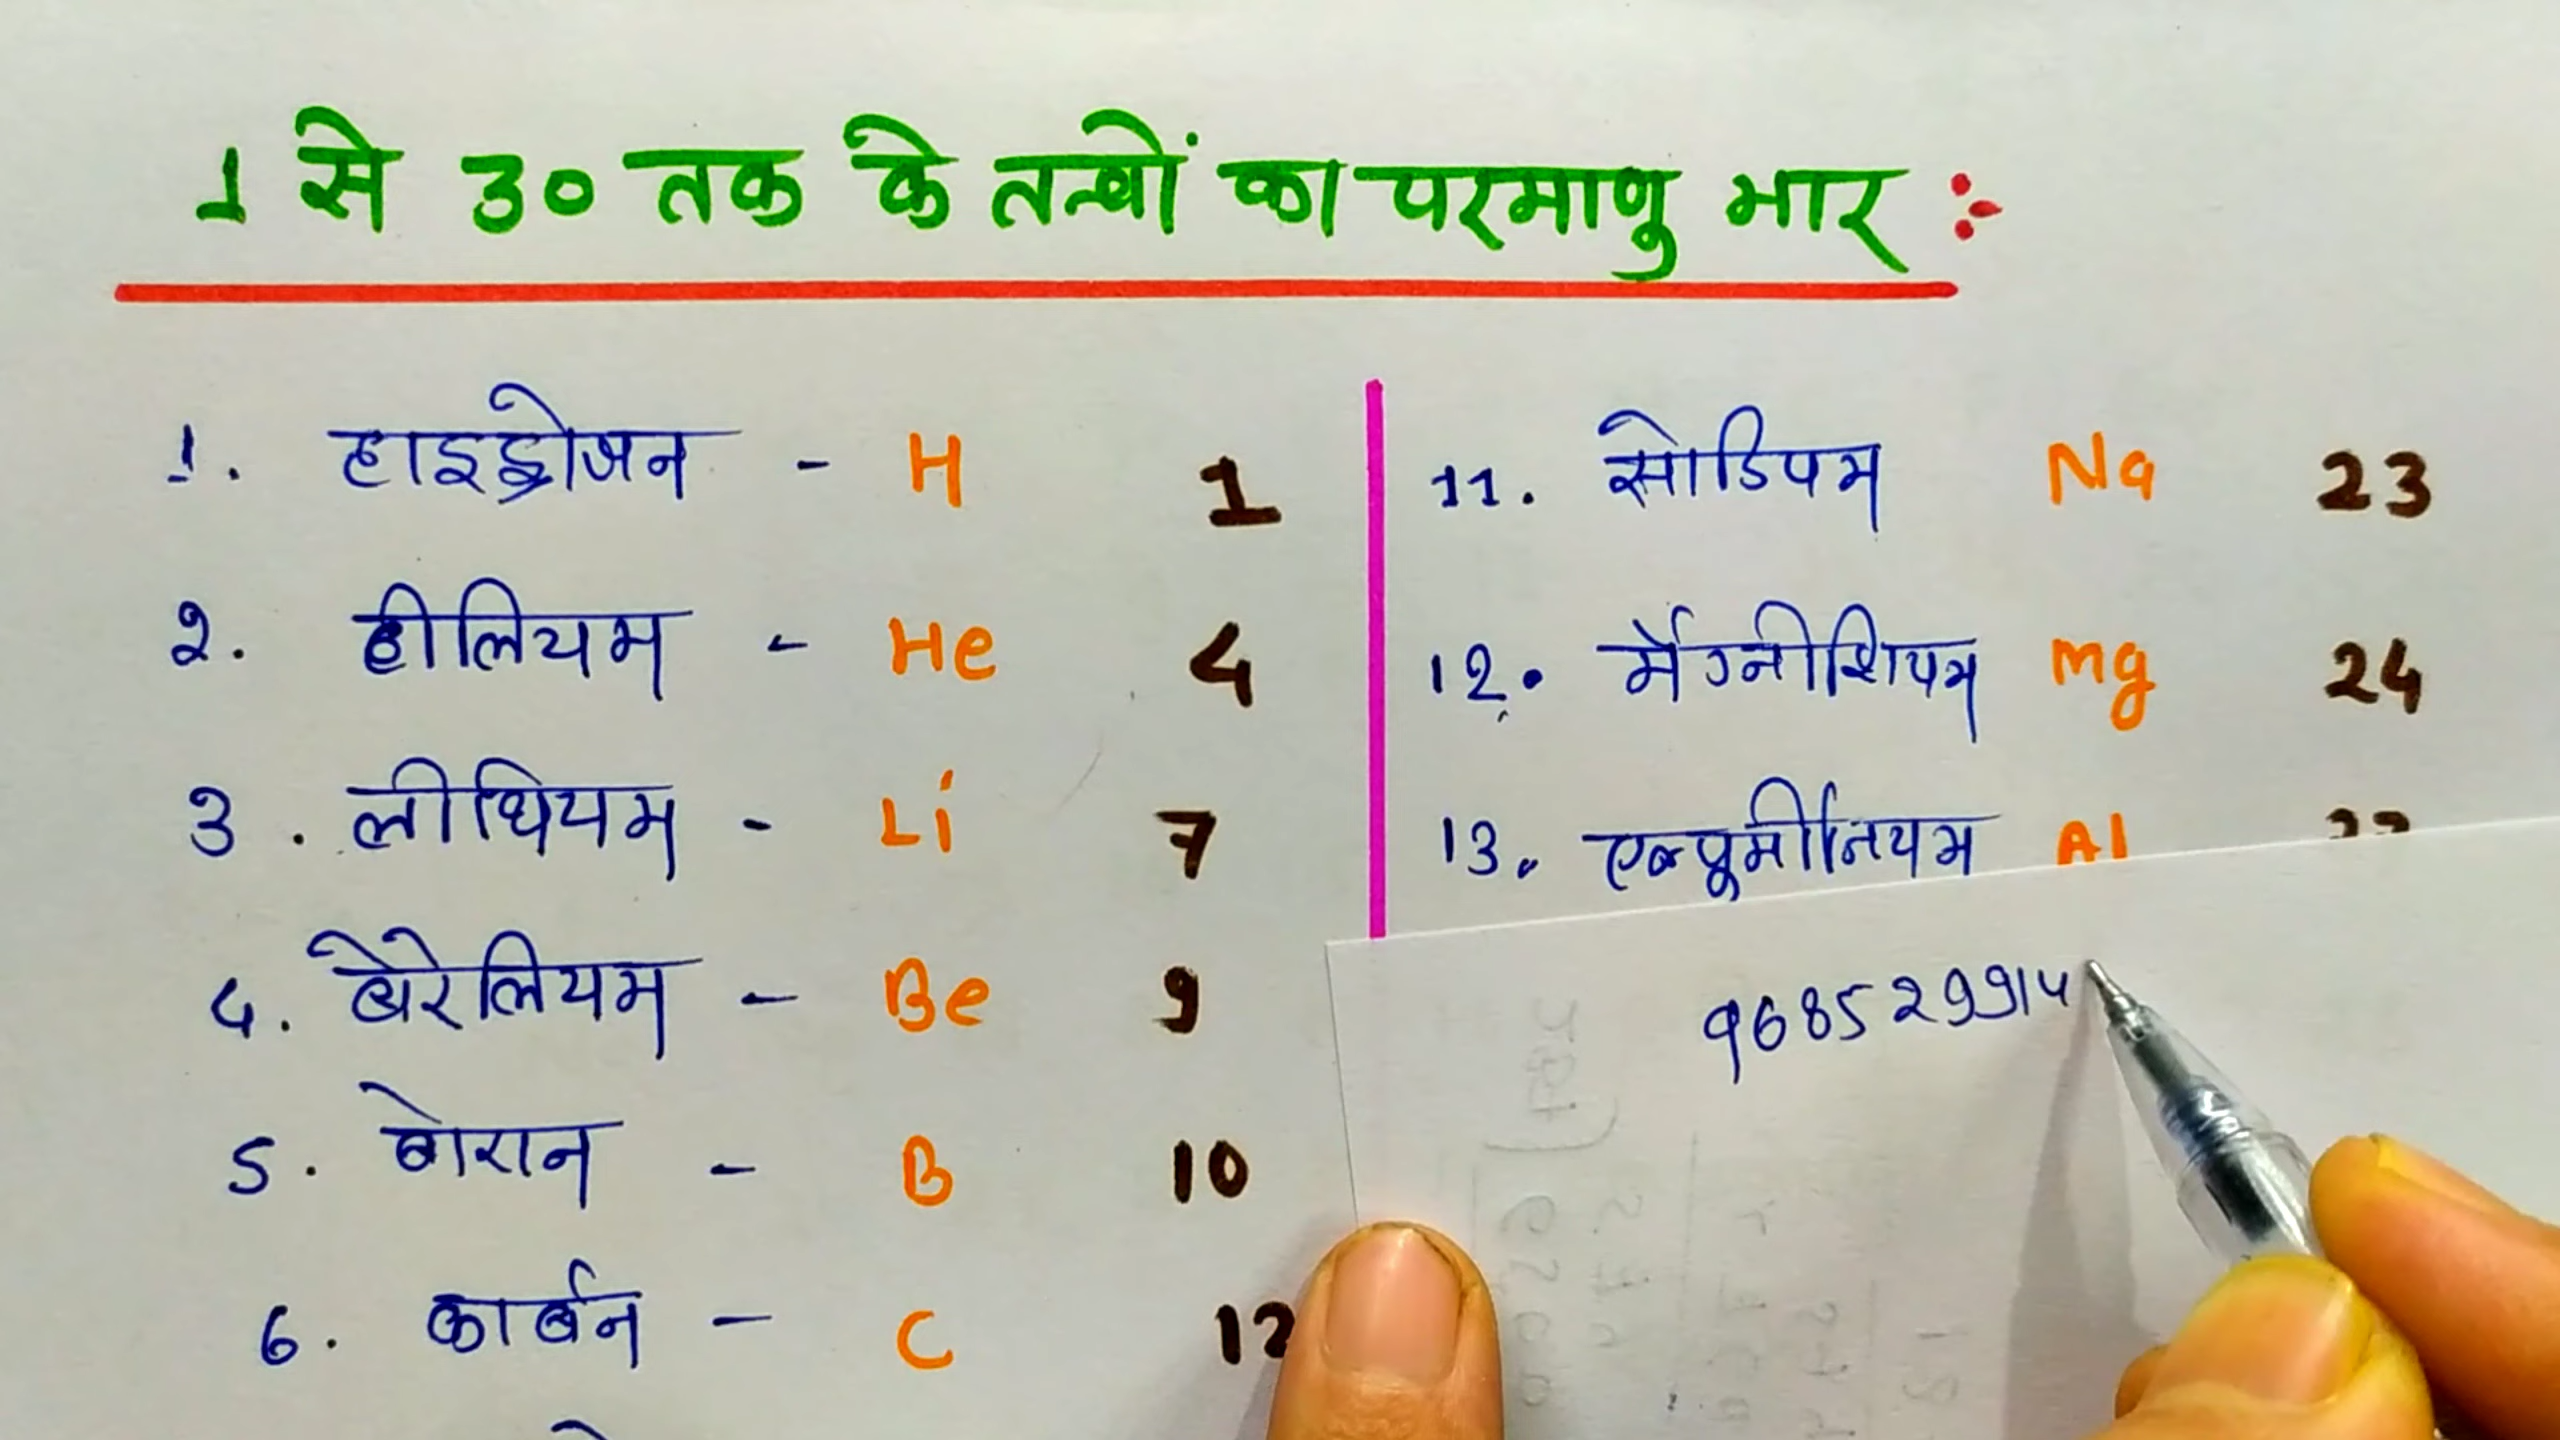 1 से 30 तक के तत्वों का परमाणु भार :-
1. हाइड्रोजन - H 1
2. हीलियम - He 4
3. लीथियम - Li 7
4. बेरेलियम - Be 9
5. बोरान - B 10
6. कार्बन - C 12
11. सोडियम Na 23
12. मैग्नीशियम Mg 24
13. एल्यूमीनियम Al
968529914